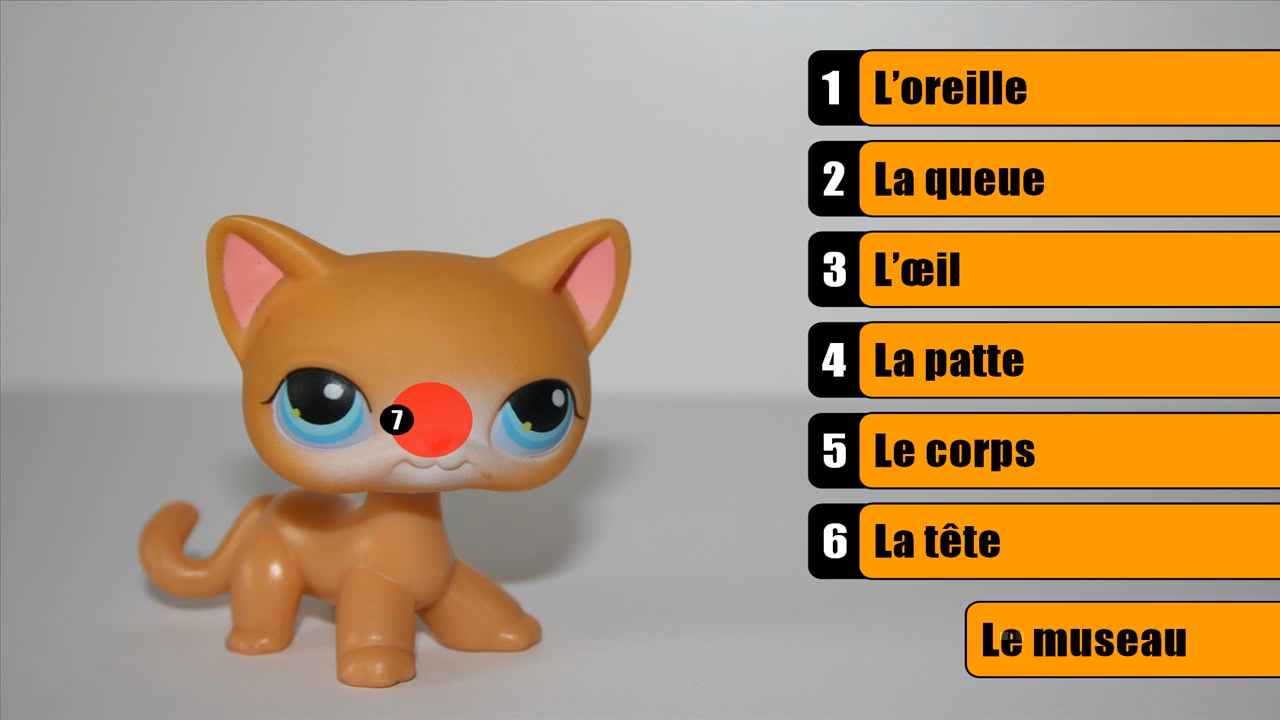 1 L’oreille
2 La queue
3 L’œil
4 La patte
5 Le corps
6 La tête
7
Le museau